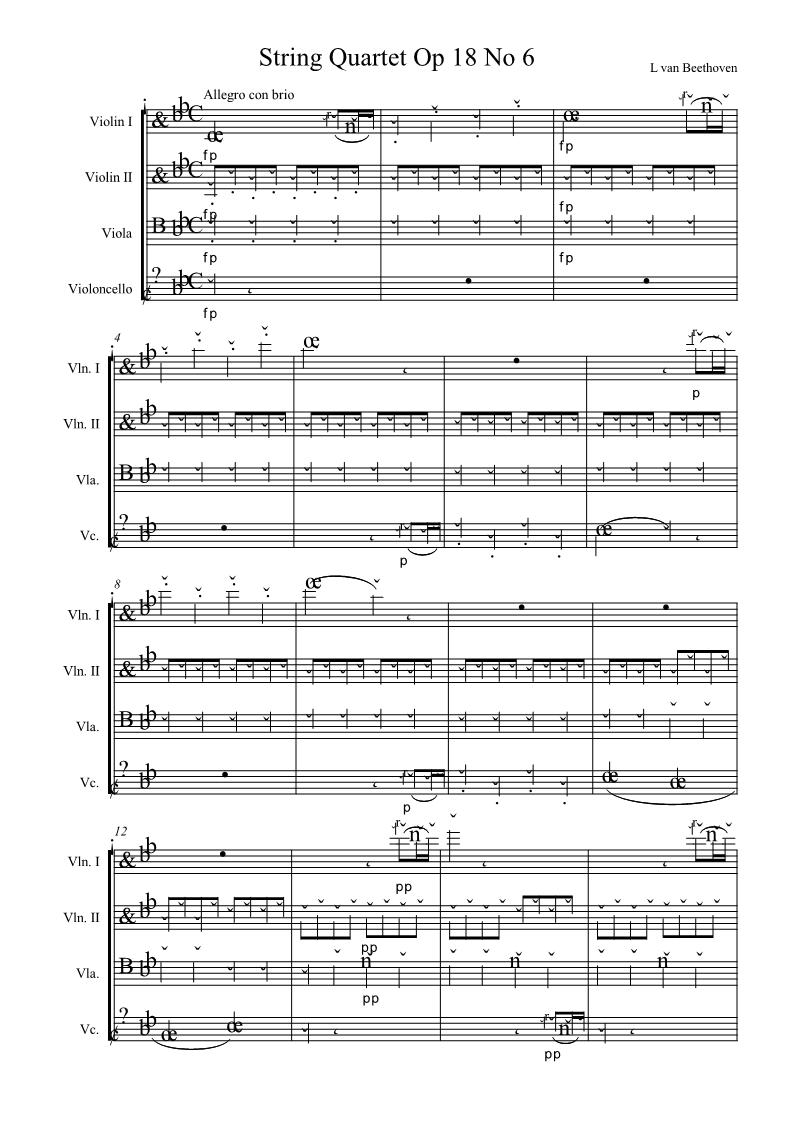 String Quartet Op 18 No 6
L van Beethoven
Allegro con brio
Violin I
fp
fp
Violin II
fp
fp
Viola
fp
fp
Violoncello
fp
4
Vln. I
p
Vln. II
Vla.
Vc.
p
8
Vln. I
Vln. II
Vla.
Vc.
p
12
Vln. I
pp
Vln. II
pp
Vla.
pp
Vc.
pp